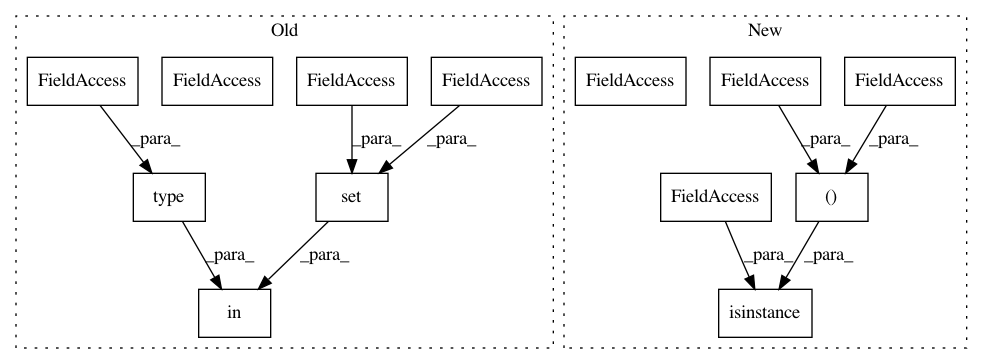 Old
New
FieldAccess
FieldAccess
FieldAccess
FieldAccess
FieldAccess
FieldAccess
FieldAccess
_para_
_para_
_para_
_para_
_para_
type
set
FieldAccess
()
_para_
_para_
_para_
_para_
in
isinstance